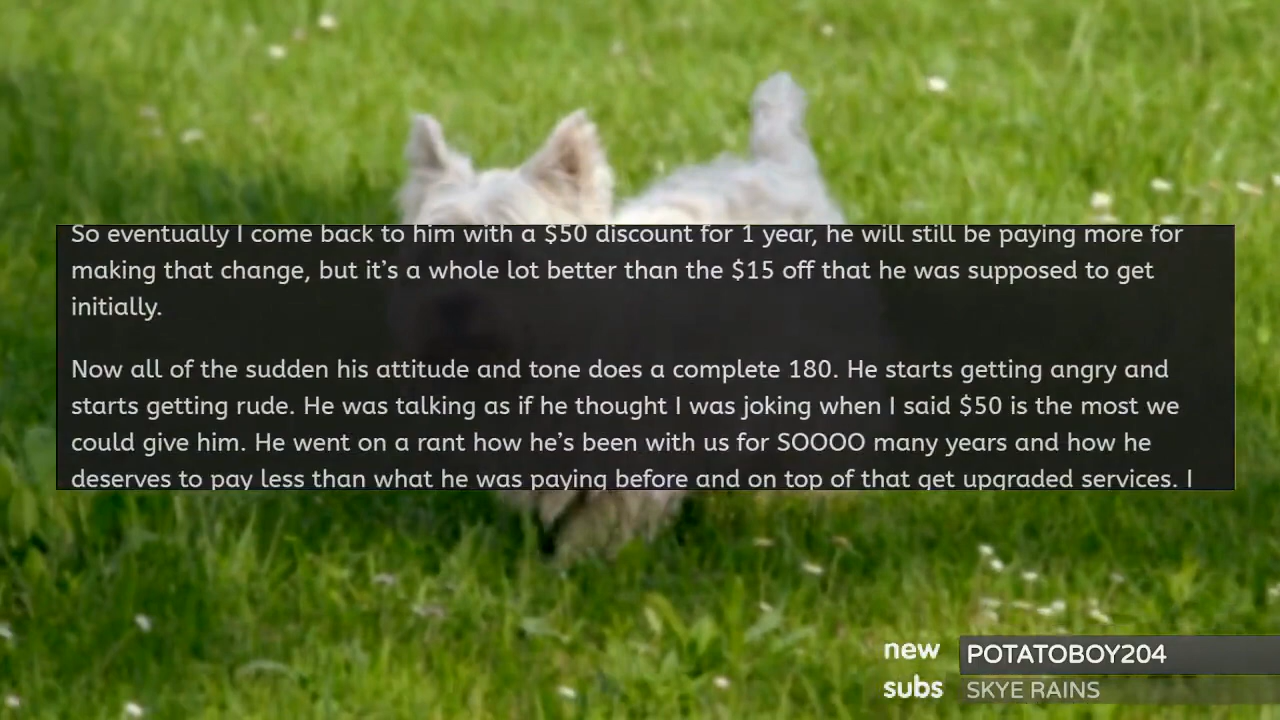 So eventually I come back to him with a $50 discount for 1 year, he will still be paying more for
making that change, but it’s a whole lot better than the $15 off that he was supposed to get
initially.
Now all of the sudden his attitude and tone does a complete 180. He starts getting angry and
starts getting rude. He was talking as if he thought I was joking when I said $50 is the most we
could give him. He went on a rant how he’s been with us for SOOOO many years and how he
deserves to pay less than what he was paying before and on top of that get upgraded services. I
new POTATOBOY204
subs SKYE RAINS